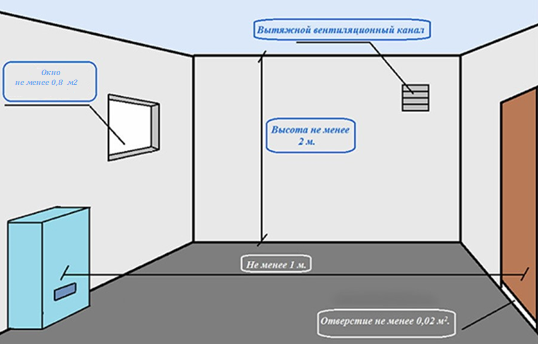 Вытяжной вентиляционный канал
Окно
не менее 0,8 м2
Высота не менее
2 м.
Не менее 1 м.
Отверстие не менее 0,02 м².